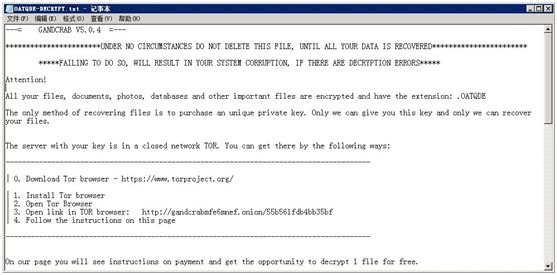 OATQDE-DECRYPT.txt - 记事本
文件(F) 编辑(E) 格式(O) 查看(V) 帮助(H)
---= GANDCRAB V5.0.4 =---
***********************UNDER NO CIRCUMSTANCES DO NOT DELETE THIS FILE, UNTIL ALL YOUR DATA IS RECOVERED***********************
*****FAILING TO DO SO, WILL RESULT IN YOUR SYSTEM CORRUPTION, IF THERE ARE DECRYPTION ERRORS*****
Attention!
All your files, documents, photos, databases and other important files are encrypted and have the extension: .OATQDE
The only method of recovering files is to purchase an unique private key. Only we can give you this key and only we can recover
your files.
The server with your key is in a closed network TOR. You can get there by the following ways:
----------------------------------------------------------------------------------------
| 0. Download Tor browser - https://www.torproject.org/
| 1. Install Tor browser
| 2. Open Tor Browser
| 3. Open link in TOR browser: http://gandcrabmfe6mnef.onion/55b561fdb4bb35bf
| 4. Follow the instructions on this page
----------------------------------------------------------------------------------------
On our page you will see instructions on payment and get the opportunity to decrypt 1 file for free.